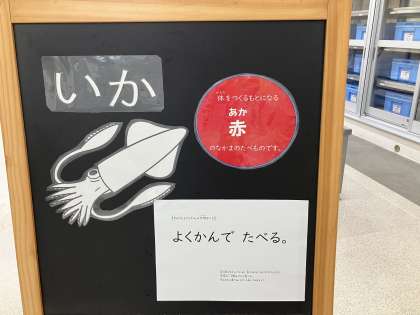 いか
体をつくるもとになる
あか
赤
のなかまのたべものです。
よくかんで たべる。